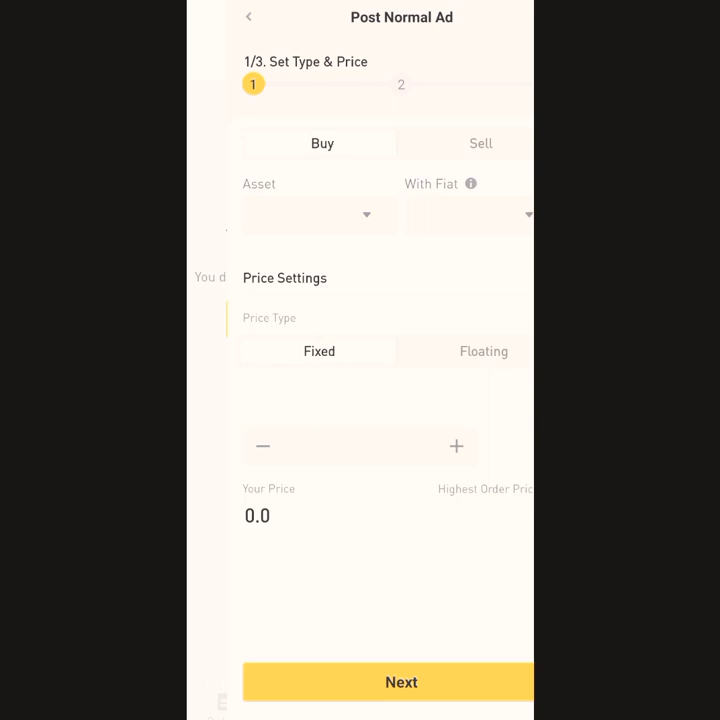 Post Normal Ad
1/3. Set Type & Price
1 2
Buy Sell
Asset With Fiat
You d
Price Settings
Price Type
Fixed Floating
Your Price Highest Order Pric
0.0
Next